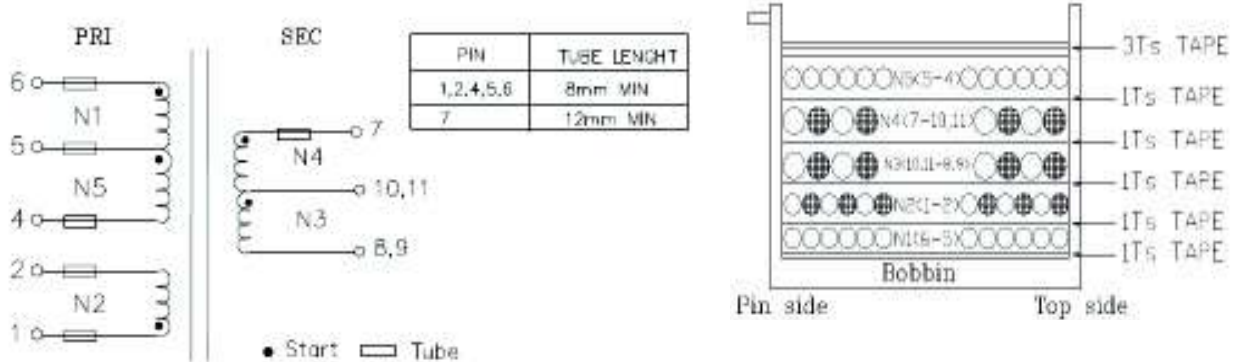 PRI
SEC
6
N1
5
N5
4
2
N2
1
7
N4
10,11
N3
8,9
● Start ▭ Tube
PIN TUBE LENGHT
1,2,4,5,6 8mm MIN
7 12mm MIN
3Ts TAPE
N5(5-4)
1Ts TAPE
N4(7-10,11)
1Ts TAPE
N3(10,11-8,9)
1Ts TAPE
N2(1-2)
1Ts TAPE
N1(6-5)
1Ts TAPE
Bobbin
Pin side
Top side